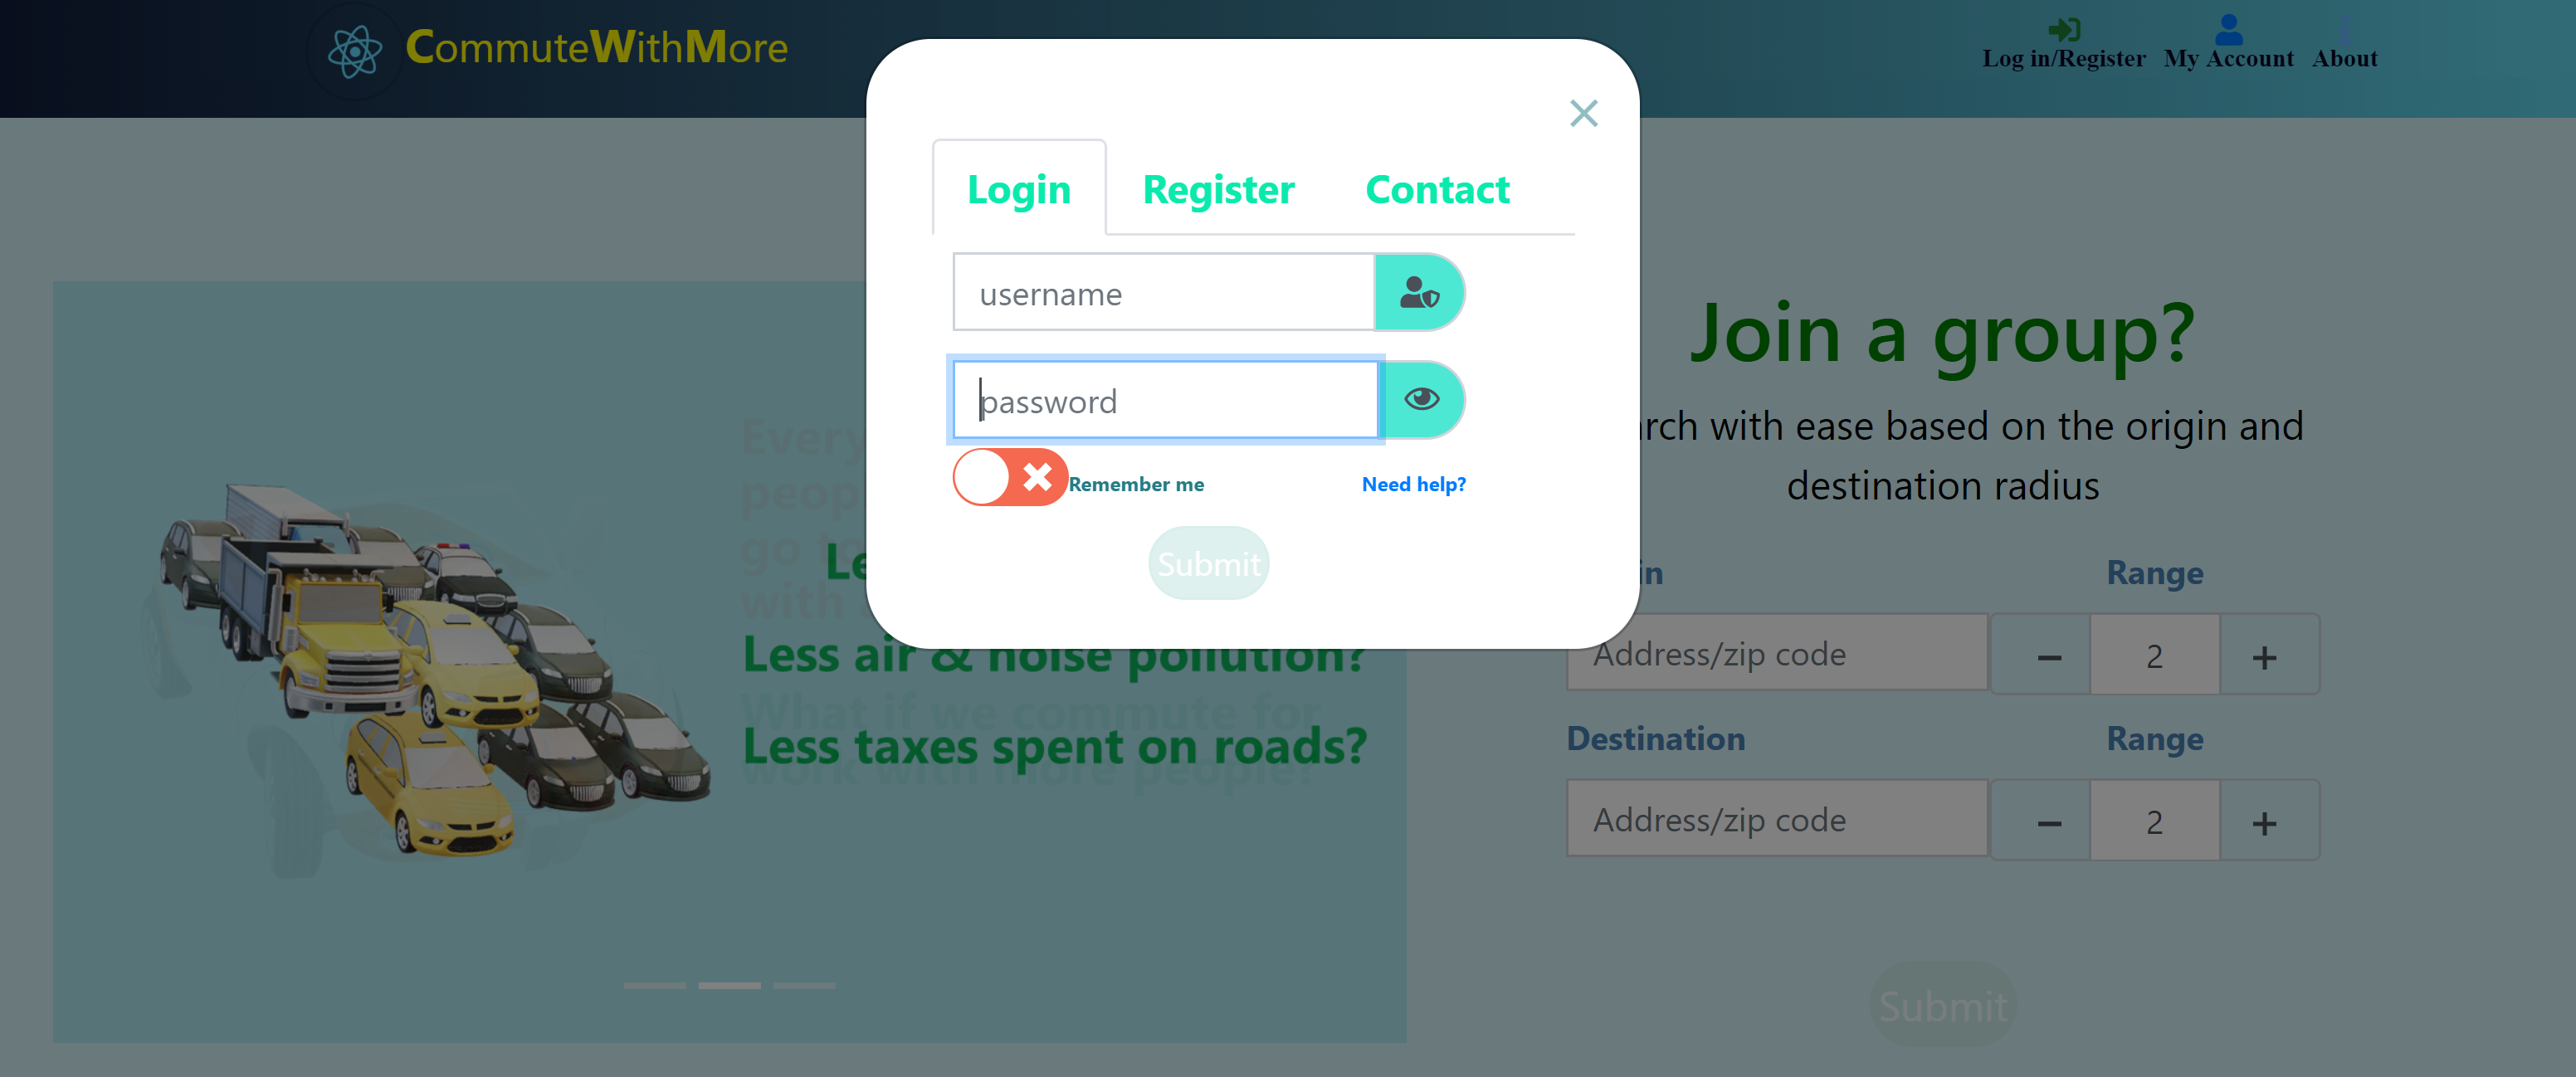 CommuteWithMore
Log in/Register My Account About
Login Register Contact
username
password
Remember me Need help?
Submit
Every
peop
go to
with
Le
Less air & noise pollution?
What if we commute for
Less taxes spent on roads?
work with more people!
Join a group?
rch with ease based on the origin and
destination radius
in Range
Address/zip code 2
Destination Range
Address/zip code 2
Submit